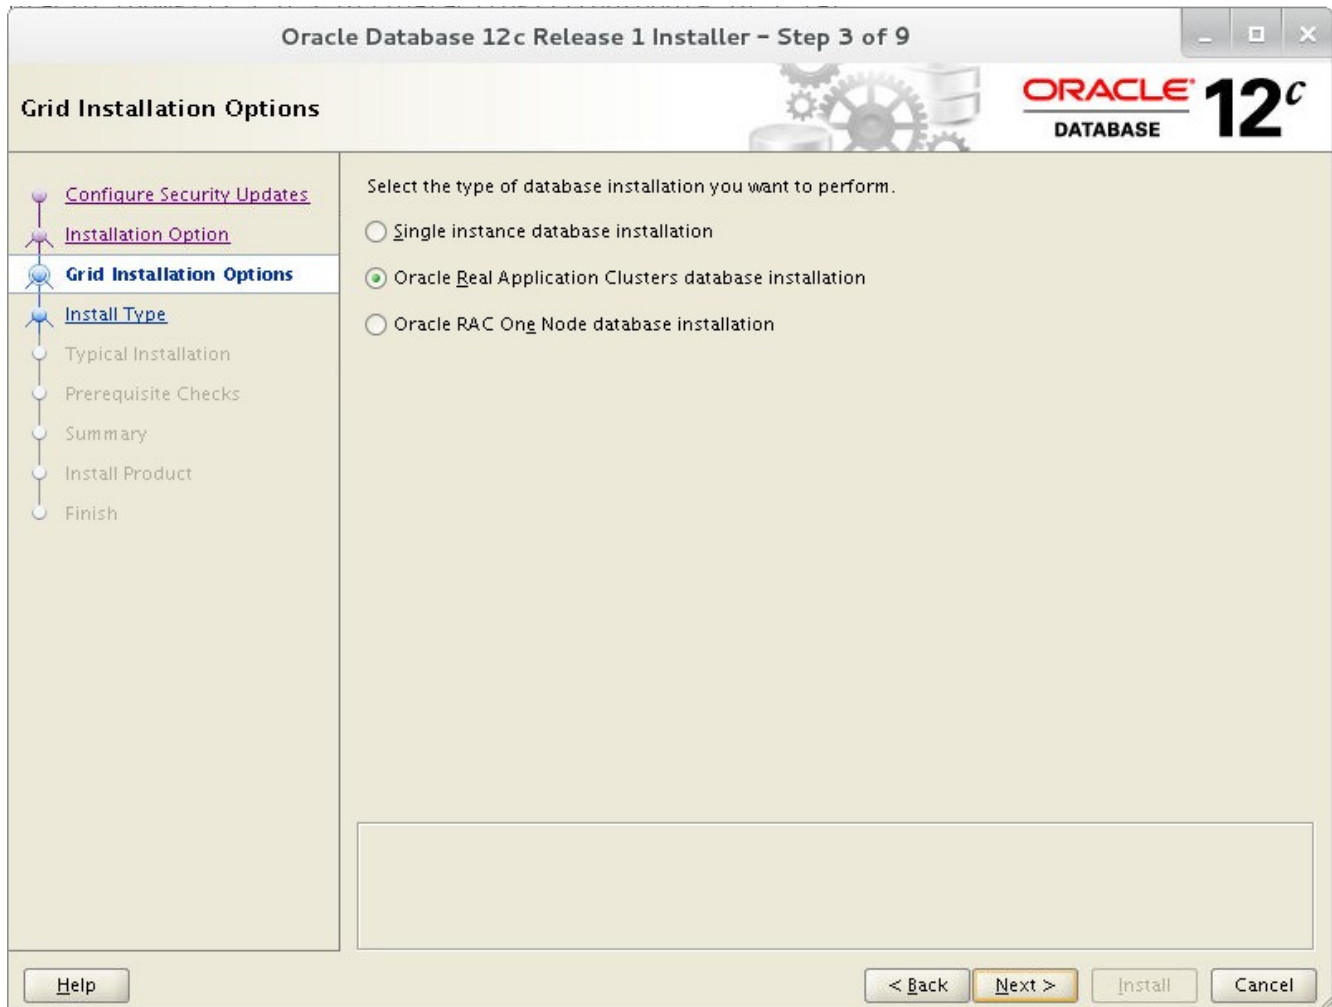 Oracle Database 12c Release 1 Installer - Step 3 of 9
Grid Installation Options
ORACLE
DATABASE
12c
Configure Security Updates
Installation Option
Grid Installation Options
Install Type
Typical Installation
Prerequisite Checks
Summary
Install Product
Finish
Select the type of database installation you want to perform.
Single instance database installation
Oracle Real Application Clusters database installation
Oracle RAC One Node database installation
Help
< Back
Next >
Install
Cancel